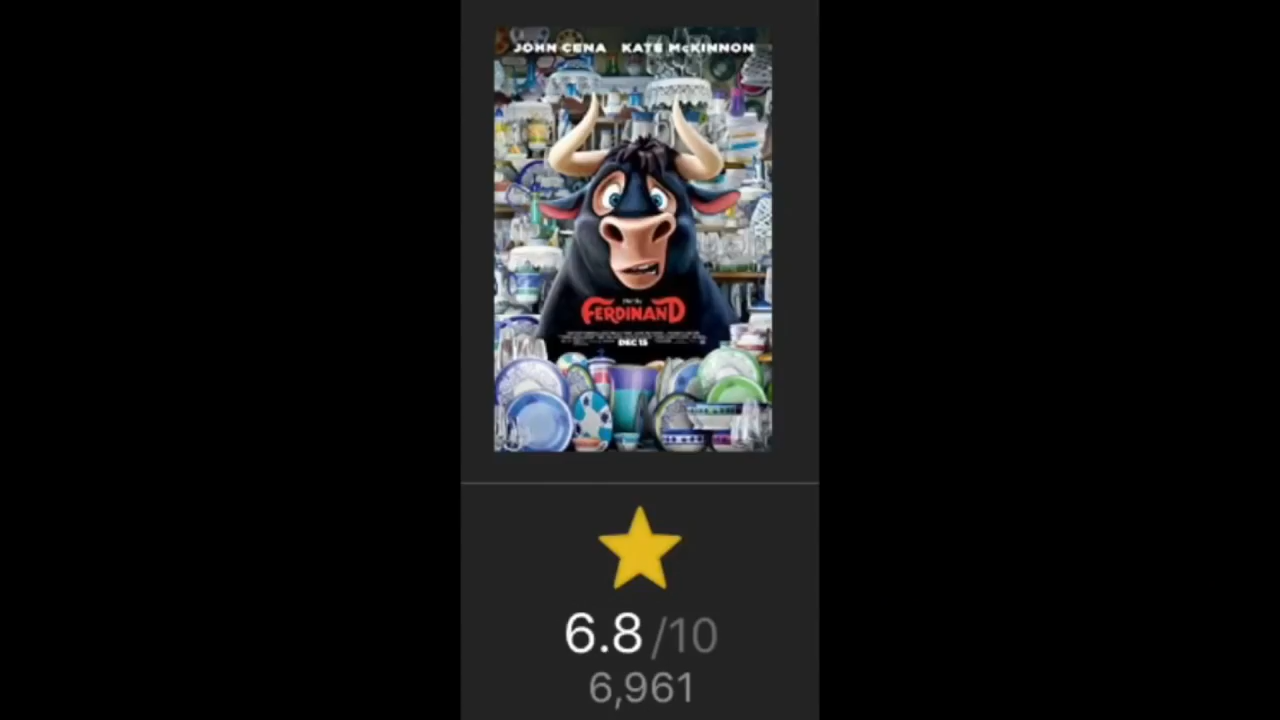 JOHN CENA KATE McKINNON
FERDINAND
DEC 15
6.8/10
6,961